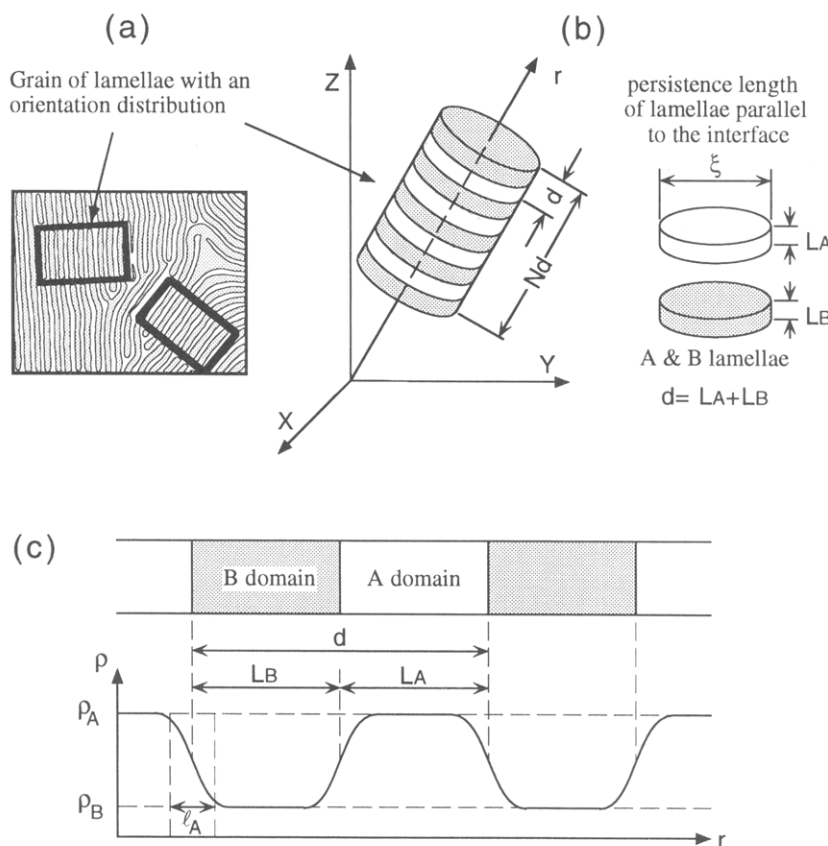 (a)
Grain of lamellae with an
orientation distribution
(b)
Z
r
d
Nd
Y
X
persistence length
of lamellae parallel
to the interface
ξ
LA
LB
A & B lamellae
d= LA+LB
(c)
B domain
A domain
d
LB
LA
ρ
ρA
ρB
ℓA
r